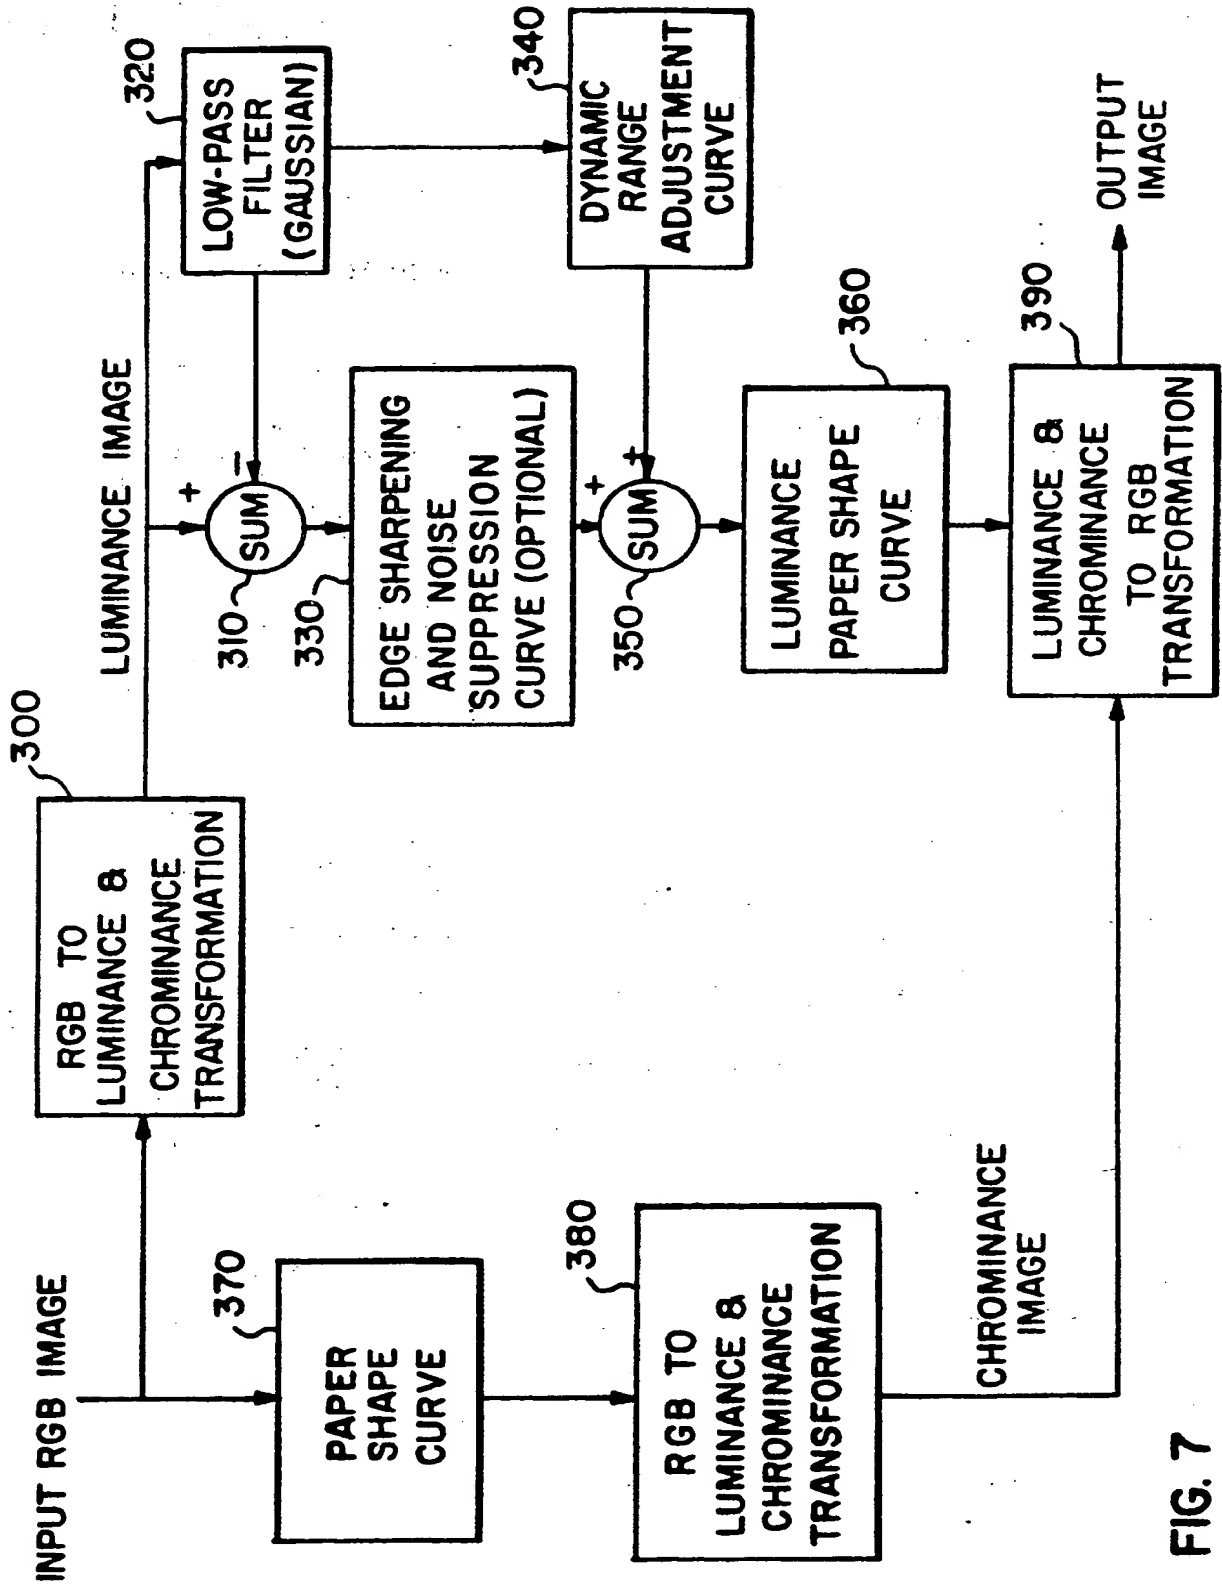 INPUT RGB IMAGE
300
RGB TO
LUMINANCE &
CHROMINANCE
TRANSFORMATION
LUMINANCE IMAGE
320
LOW-PASS
FILTER
(GAUSSIAN)
+
−
310
SUM
330
EDGE SHARPENING
AND NOISE
SUPPRESSION
CURVE (OPTIONAL)
340
DYNAMIC
RANGE
ADJUSTMENT
CURVE
+
+
350
SUM
360
LUMINANCE
PAPER SHAPE
CURVE
370
PAPER
SHAPE
CURVE
380
RGB TO
LUMINANCE &
CHROMINANCE
TRANSFORMATION
CHROMINANCE
IMAGE
390
LUMINANCE &
CHROMINANCE
TO RGB
TRANSFORMATION
OUTPUT
IMAGE
FIG. 7